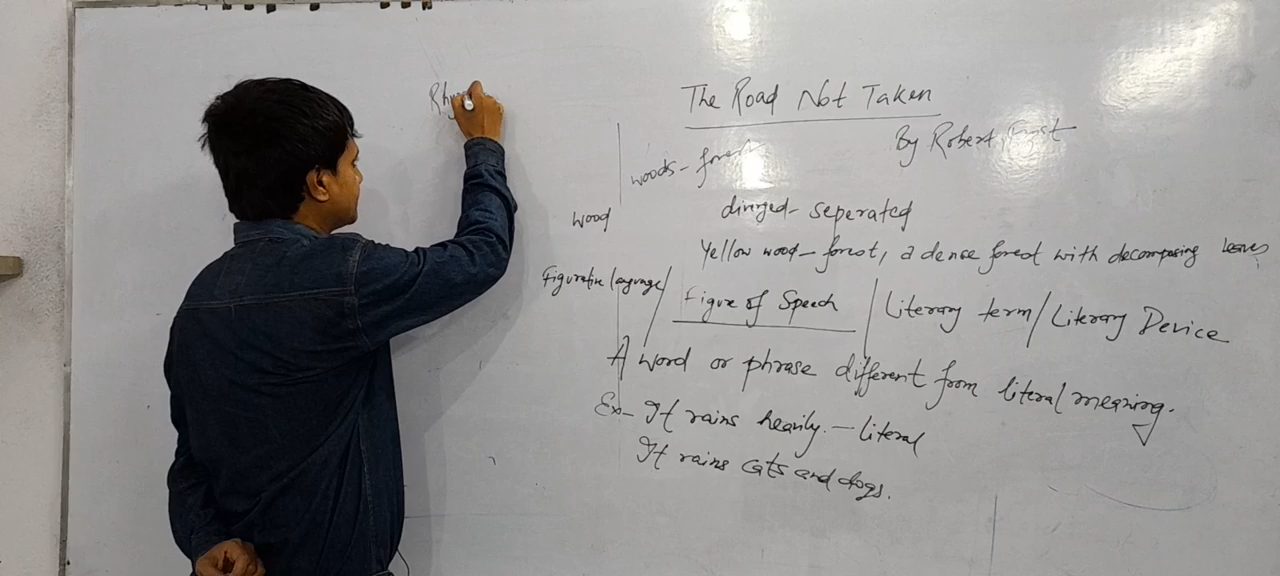 Rhy
The Road Not Taken
By Robert Frost
woods - forest
wood
diverged - seperated
Yellow wood - forest, a dense forest with decomposing leaves
Figurative language / Figure of Speech / Literary term / Literary Device
A word or phrase different from literal meaning.
Ex - It rains heavily. - literal
It rains cats and dogs.